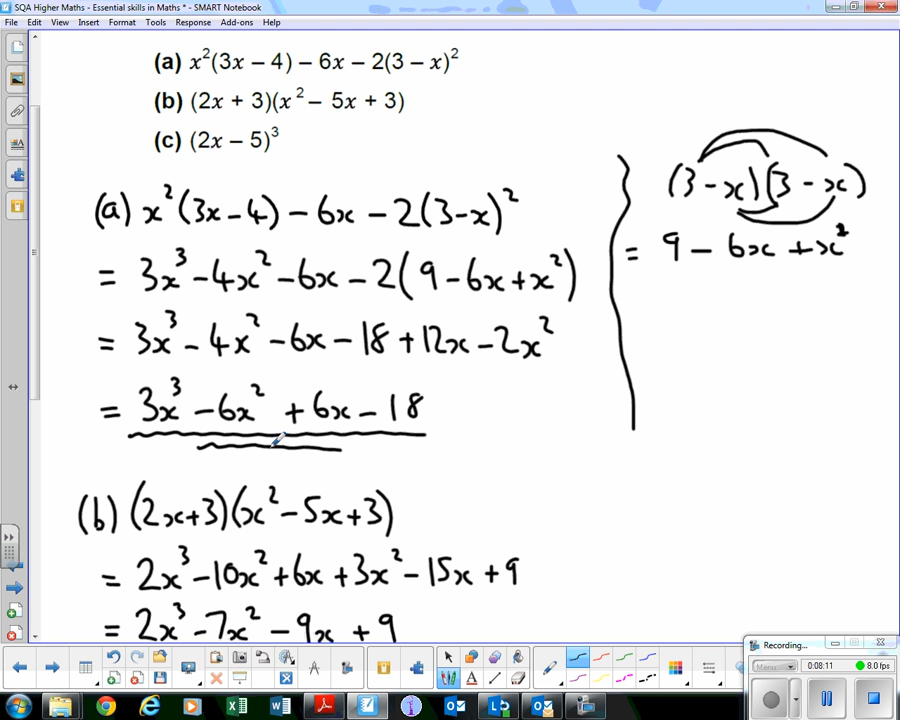 SQA Higher Maths - Essential skills in Maths * - SMART Notebook
File Edit View Insert Format Tools Response Add-ons Help
(a) x²(3x – 4) – 6x – 2(3 – x)²
(b) (2x + 3)(x² – 5x + 3)
(c) (2x – 5)³
(a) x²(3x-4) - 6x - 2(3-x)²
= 3x³ - 4x² - 6x - 2(9 - 6x + x²)
= 3x³ - 4x² - 6x - 18 + 12x - 2x²
= 3x³ - 6x² + 6x - 18
(3 - x)(3 - x)
= 9 - 6x + x²
(b) (2x+3)(x² - 5x + 3)
= 2x³ - 10x² + 6x + 3x² - 15x + 9
= 2x³ - 7x² - 9x + 9
Recording...
Menu
0:08:11
8.0fps